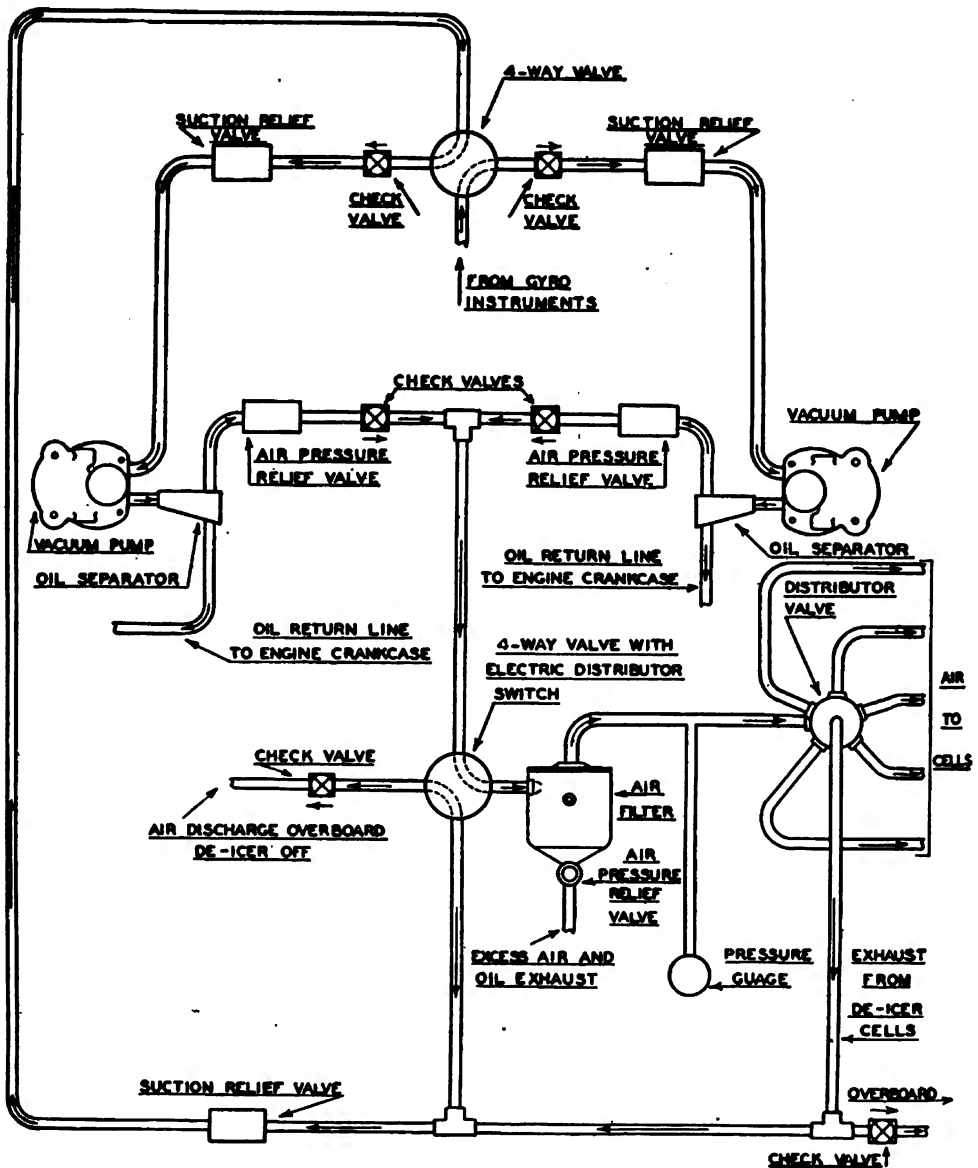 4-WAY VALVE
SUCTION RELIEF
VALVE
SUCTION RELIEF
VALVE
CHECK
VALVE
CHECK
VALVE
FROM GYRO
INSTRUMENTS
CHECK VALVES
VACUUM PUMP
AIR PRESSURE
RELIEF VALVE
AIR PRESSURE
RELIEF VALVE
VACUUM PUMP
OIL SEPARATOR
OIL SEPARATOR
OIL RETURN LINE
TO ENGINE CRANKCASE
DISTRIBUTOR
VALVE
OIL RETURN LINE
TO ENGINE CRANKCASE
4-WAY VALVE WITH
ELECTRIC DISTRIBUTOR
SWITCH
AIR
TO
CELLS
CHECK VALVE
AIR DISCHARGE OVERBOARD
DE-ICER OFF
AIR
FILTER
AIR
PRESSURE
RELIEF
VALVE
EXCESS AIR AND
OIL EXHAUST
PRESSURE
GUAGE
EXHAUST
FROM
DE-ICER
CELLS
SUCTION RELIEF VALVE
OVERBOARD
CHECK VALVE